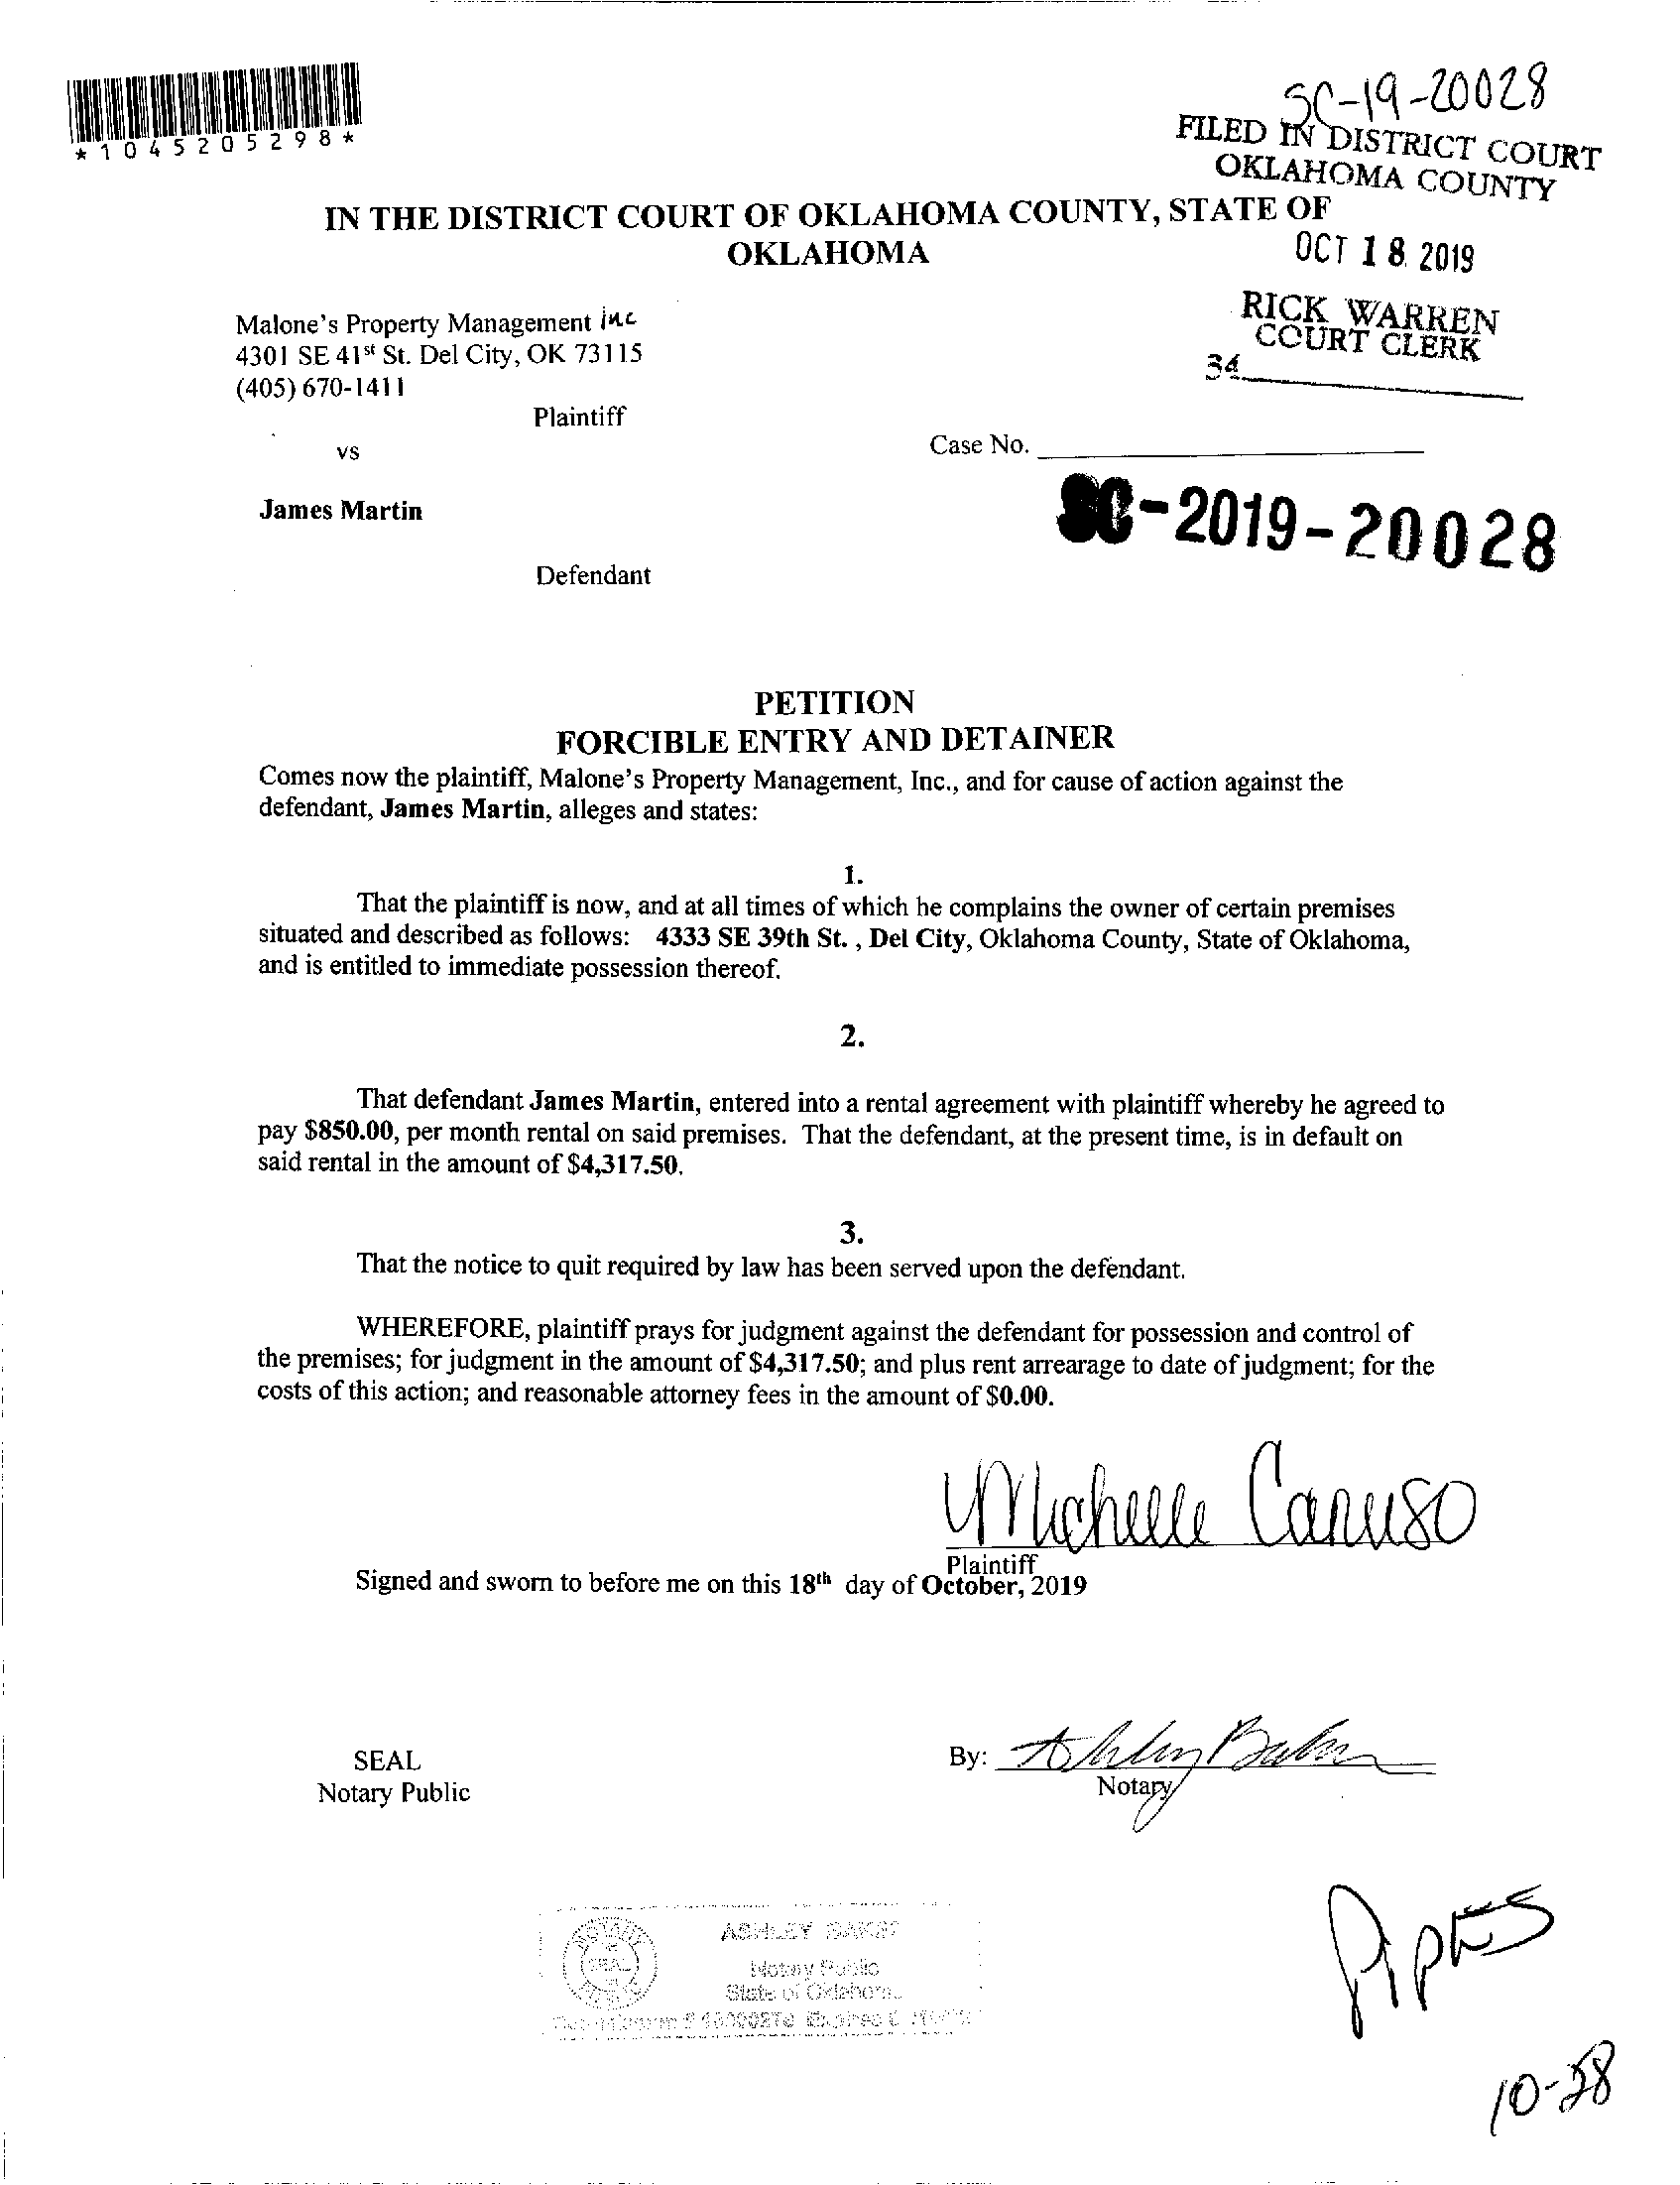 *1045205298*
SC-19-20028
FILED IN DISTRICT COURT
OKLAHOMA COUNTY
IN THE DISTRICT COURT OF OKLAHOMA COUNTY, STATE OF
OKLAHOMA
OCT 18 2019
RICK WARREN
COURT CLERK
34
Malone's Property Management inc
4301 SE 41st St. Del City, OK 73115
(405) 670-1411
Plaintiff
vs
Case No.
James Martin
SC-2019-20028
Defendant
PETITION
FORCIBLE ENTRY AND DETAINER
Comes now the plaintiff, Malone's Property Management, Inc., and for cause of action against the
defendant, James Martin, alleges and states:
1.
That the plaintiff is now, and at all times of which he complains the owner of certain premises
situated and described as follows: 4333 SE 39th St. , Del City, Oklahoma County, State of Oklahoma,
and is entitled to immediate possession thereof.
2.
That defendant James Martin, entered into a rental agreement with plaintiff whereby he agreed to
pay $850.00, per month rental on said premises. That the defendant, at the present time, is in default on
said rental in the amount of $4,317.50.
3.
That the notice to quit required by law has been served upon the defendant.
WHEREFORE, plaintiff prays for judgment against the defendant for possession and control of
the premises; for judgment in the amount of $4,317.50; and plus rent arrearage to date of judgment; for the
costs of this action; and reasonable attorney fees in the amount of $0.00.
Michelle Caruso
Plaintiff
Signed and sworn to before me on this 18th day of October, 2019
SEAL
Notary Public
By:
Notary
ASHLEY
Notary Public
State of Oklahoma
10-28